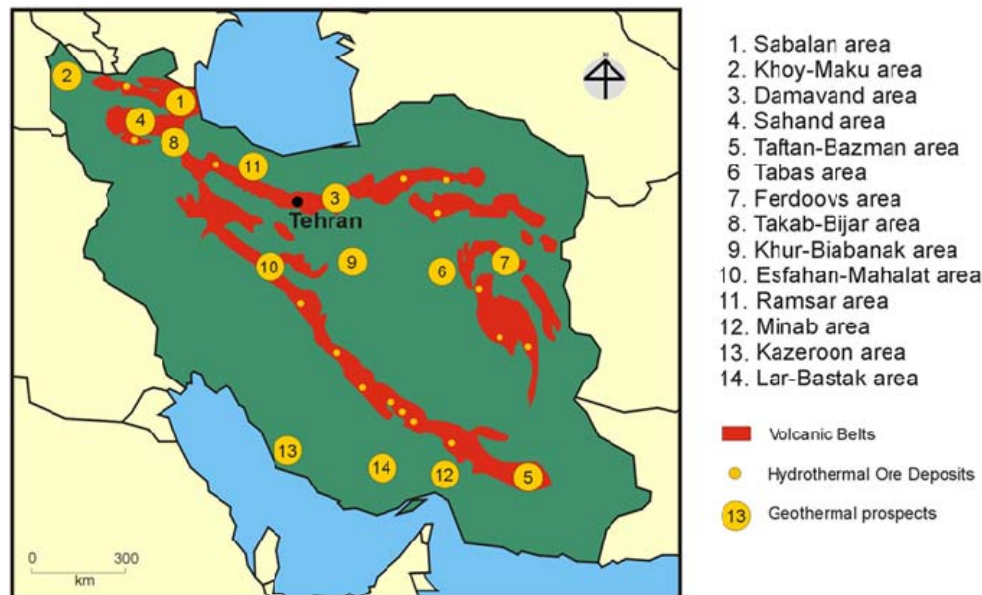 1. Sabalan area
2. Khoy-Maku area
3. Damavand area
4. Sahand area
5. Taftan-Bazman area
6. Tabas area
7. Ferdoovs area
8. Takab-Bijar area
9. Khur-Biabanak area
10. Esfahan-Mahalat area
11. Ramsar area
12. Minab area
13. Kazeroon area
14. Lar-Bastak area
Volcanic Belts
Hydrothermal Ore Deposits
13 Geothermal prospects
2
1
4
8
11
3
Tehran
10
9
6
7
13
14
12
5
0 300
km